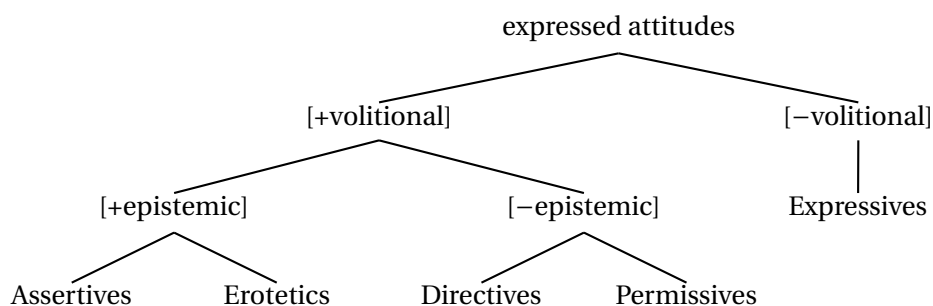 expressed attitudes
[+volitional] [−volitional]
[+epistemic] [−epistemic] Expressives
Assertives Erotetics Directives Permissives